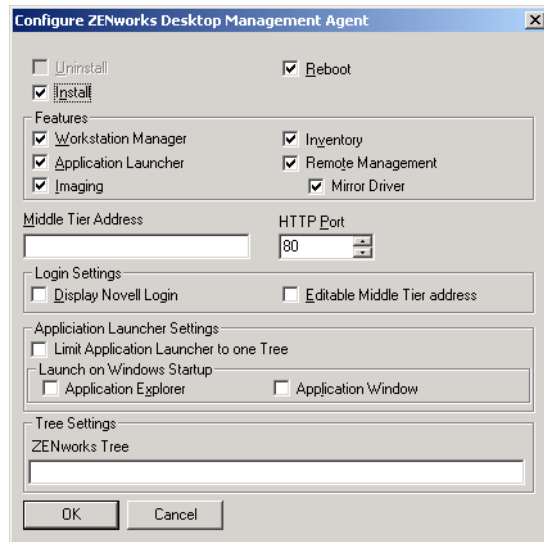 Configure ZENworks Desktop Management Agent
Uninstall
Reboot
Install
Features
Workstation Manager
Inventory
Application Launcher
Remote Management
Imaging
Mirror Driver
Middle Tier Address
HTTP Port
80
Login Settings
Display Novell Login
Editable Middle Tier address
Appliciation Launcher Settings
Limit Application Launcher to one Tree
Launch on Windows Startup
Application Explorer
Application Window
Tree Settings
ZENworks Tree
OK
Cancel